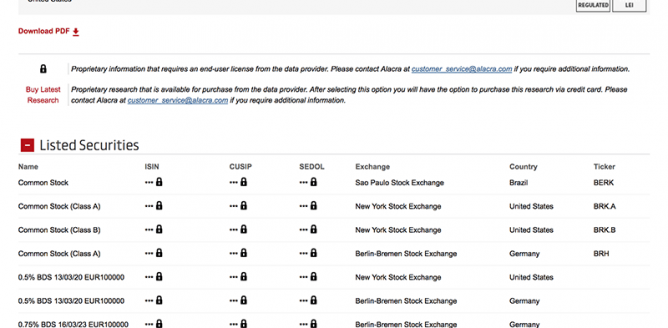 United States
REGULATED LEI
Download PDF
Proprietary information that requires an end-user license from the data provider. Please contact Alacra at customer_service@alacra.com if you require additional information.
Buy Latest Research
Proprietary research that is available for purchase from the data provider. After selecting this option you will have the option to purchase this research via credit card. Please
contact Alacra at customer_service@alacra.com if you require additional information.
Listed Securities
Name ISIN CUSIP SEDOL Exchange Country Ticker
Common Stock ••• ••• ••• Sao Paulo Stock Exchange Brazil BERK
Common Stock (Class A) ••• ••• ••• New York Stock Exchange United States BRK.A
Common Stock (Class B) ••• ••• ••• New York Stock Exchange United States BRK.B
Common Stock (Class A) ••• ••• ••• Berlin-Bremen Stock Exchange Germany BRH
0.5% BDS 13/03/20 EUR100000 ••• ••• ••• New York Stock Exchange United States
0.5% BDS 13/03/20 EUR100000 ••• ••• ••• Berlin-Bremen Stock Exchange Germany
0.75% BDS 16/03/23 EUR100000 ••• ••• ••• Berlin-Bremen Stock Exchange Germany